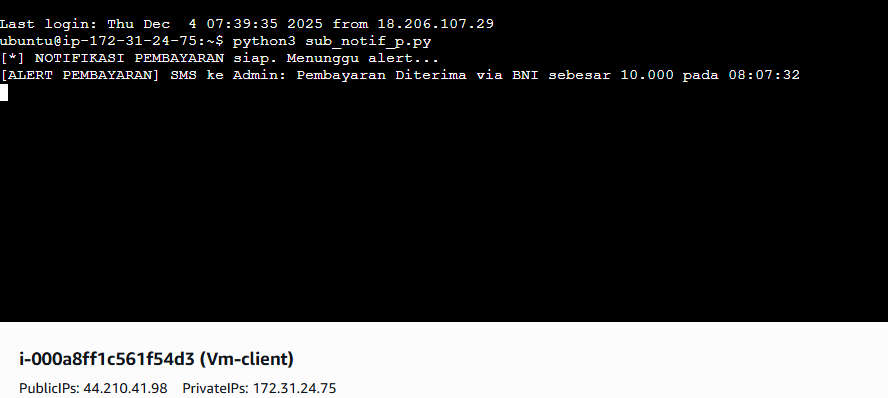 Last login: Thu Dec  4 07:39:35 2025 from 18.206.107.29
ubuntu@ip-172-31-24-75:~$ python3 sub_notif_p.py
[*] NOTIFIKASI PEMBAYARAN siap. Menunggu alert...
[ALERT PEMBAYARAN] SMS ke Admin: Pembayaran Diterima via BNI sebesar 10.000 pada 08:07:32
i-000a8ff1c561f54d3 (Vm-client)
PublicIPs: 44.210.41.98    PrivateIPs: 172.31.24.75